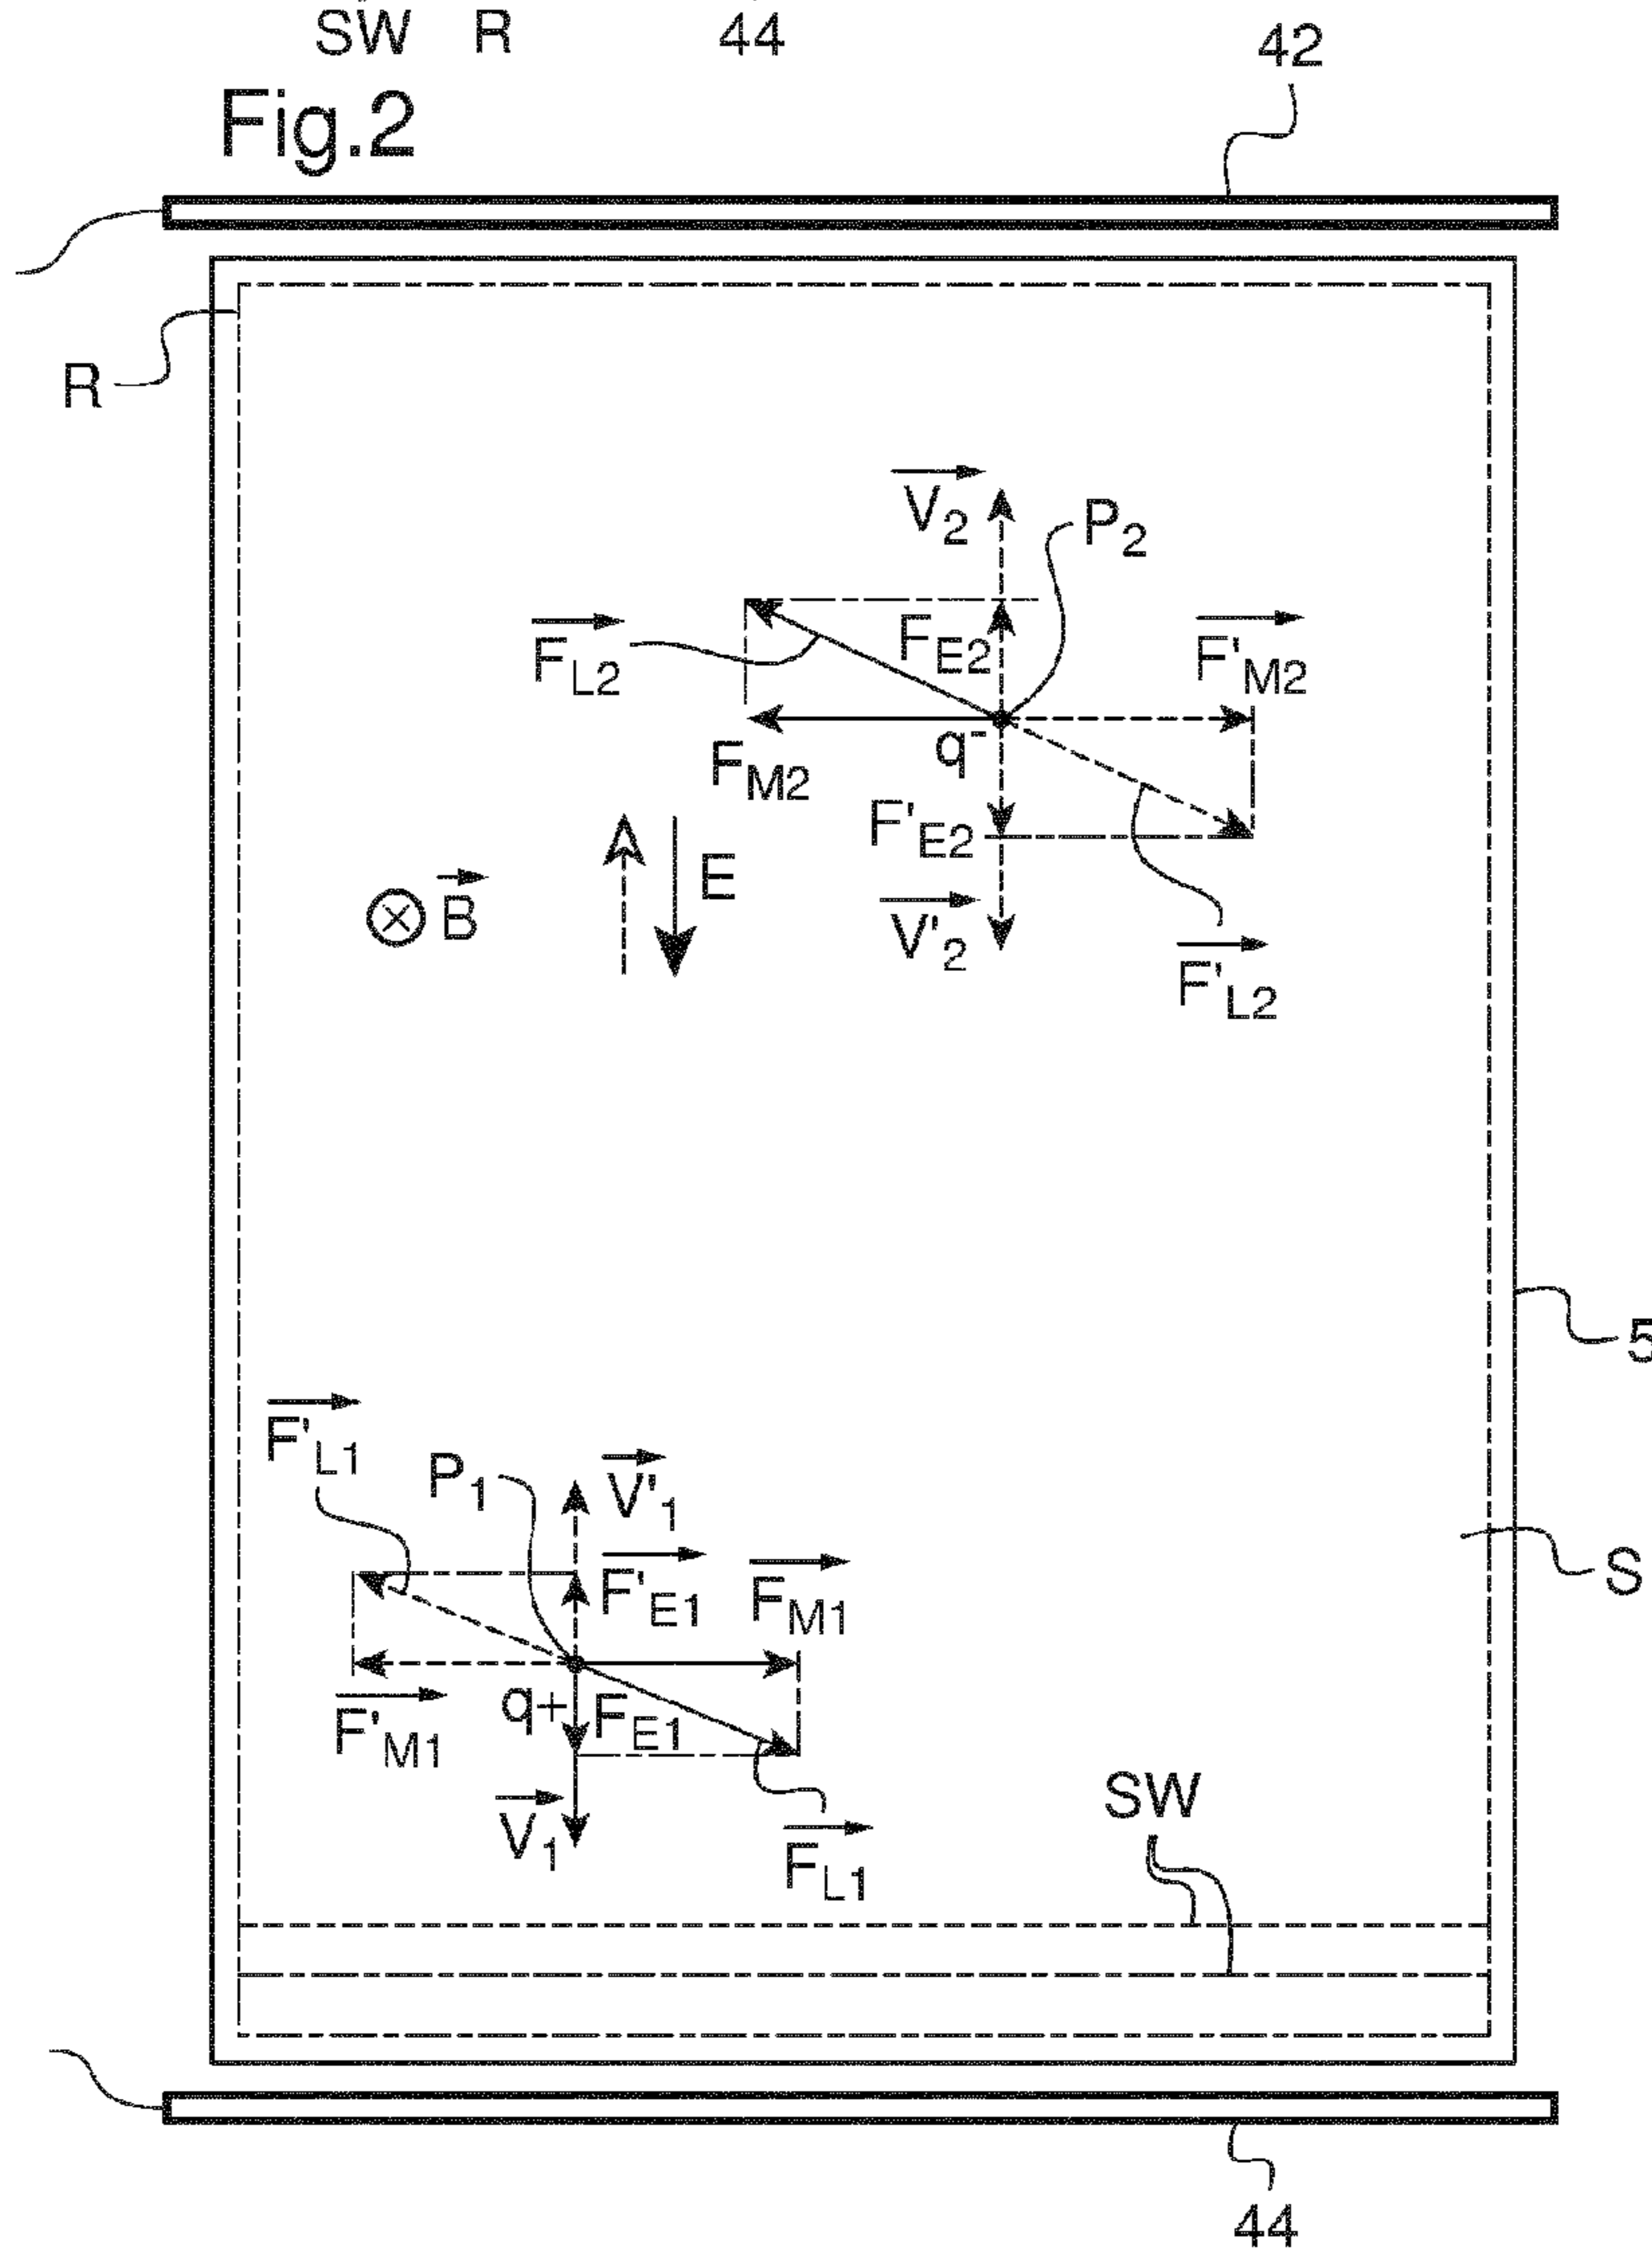 SW R 44
42
Fig.2
R
V2
P2
FL2
FE2
F'M2
q-
FM2
F'E2
E
B
V'2
F'L2
5
F'L1
P1
V'1
F'E1
FM1
S
q+
FE1
F'M1
SW
V1
FL1
44